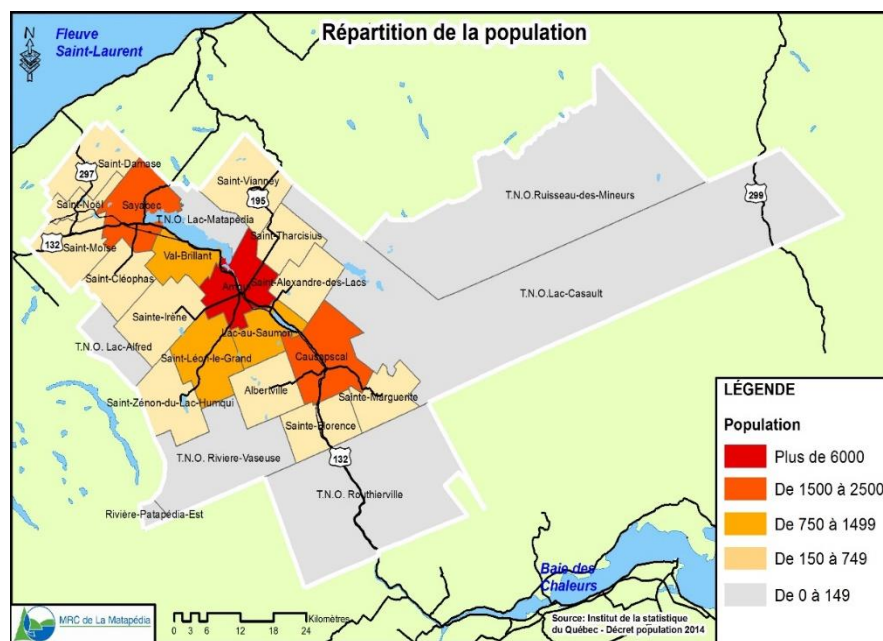 Répartition de la population
N
Fleuve
Saint-Laurent
Saint-Damase
297
Saint-Vianney
Saint-Noël
Sayabec
195
T.N.O. Lac-Matapédia
T.N.O.Ruisseau-des-Mineurs
299
Saint-Tharcisius
132
Saint-Moïse
Val-Brillant
Saint-Cléophas
Saint-Alexandre-des-Lacs
T.N.O.Lac-Casault
Sainte-Irène
Lac-au-Saumon
T.N.O. Lac-Alfred
Saint-Léon-le-Grand
Causapscal
Albertville
Saint-Zénon-du-Lac-Humqui
Sainte-Marguerite
Sainte-Florence
T.N.O. Riviere-Vaseuse
132
T.N.O. Routhierville
Rivière-Patapédia-Est
LÉGENDE
Population
Plus de 6000
De 1500 à 2500
De 750 à 1499
De 150 à 749
De 0 à 149
Baie des
Chaleurs
MRC de La Matapédia
Kilomètres
0 3 6 12 18 24
Source: Institut de la statistique
du Québec - Décret population 2014